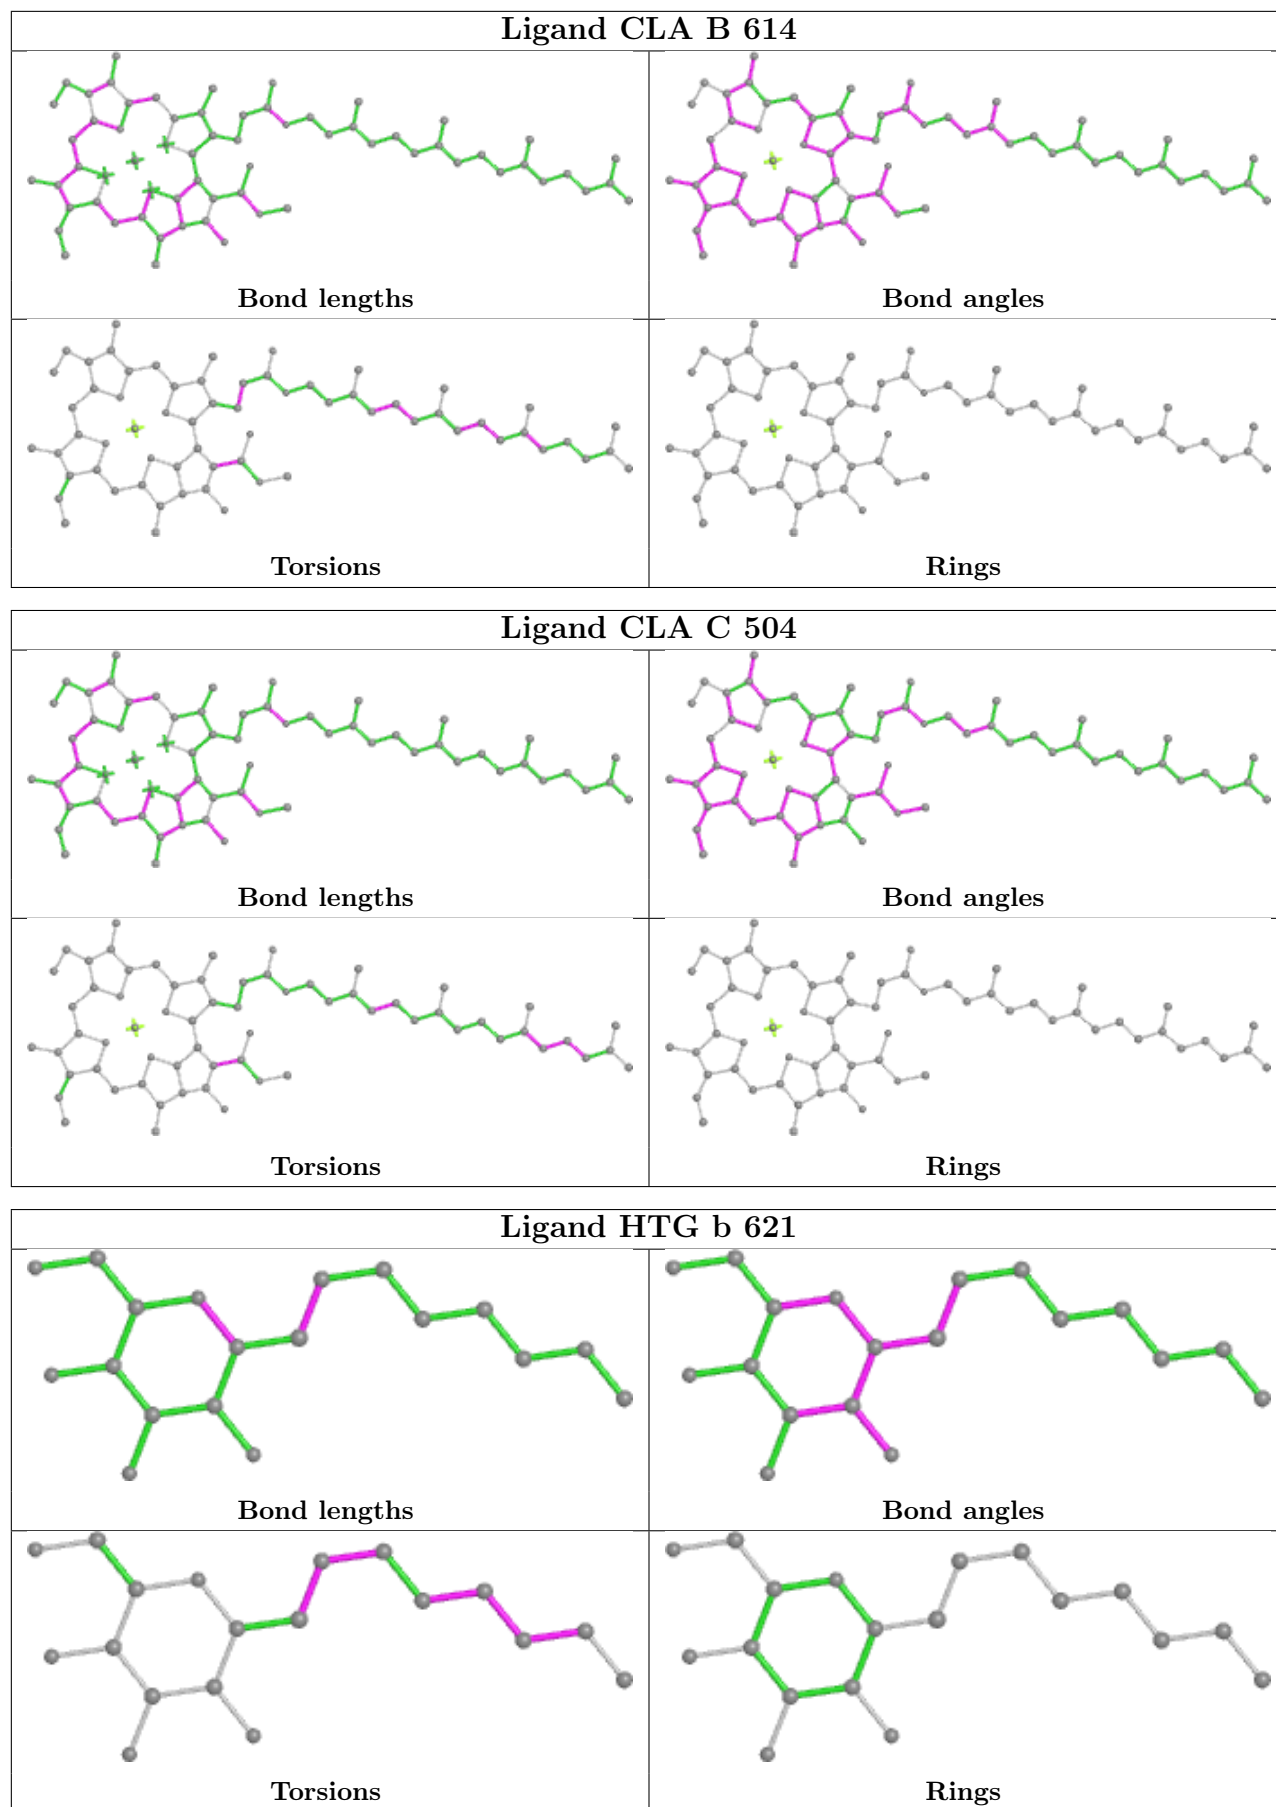 Ligand CLA B 614
Bond lengths
Bond angles
Torsions
Rings
Ligand CLA C 504
Bond lengths
Bond angles
Torsions
Rings
Ligand HTG b 621
Bond lengths
Bond angles
Torsions
Rings